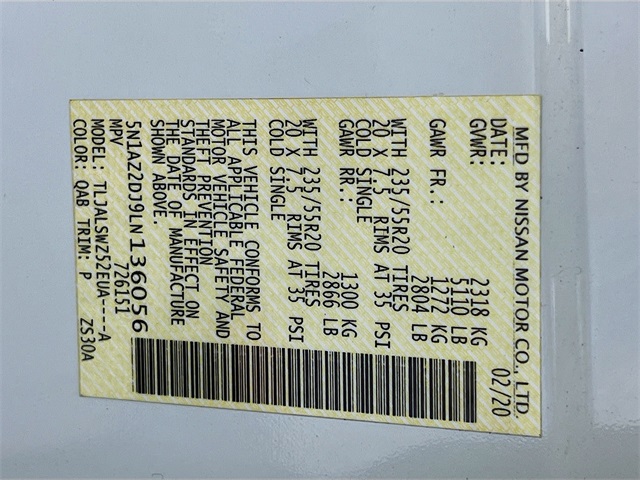 MFD BY NISSAN MOTOR CO., LTD.
DATE: 02/20
GVWR: 2318 KG
5110 LB
GAWR FR.: 1272 KG
2804 LB
WITH 235/55R20 TIRES
20 X 7.5 RIMS AT 35 PSI
COLD SINGLE
GAWR RR.: 1300 KG
2866 LB
WITH 235/55R20 TIRES
20 X 7.5 RIMS AT 35 PSI
COLD SINGLE
THIS VEHICLE CONFORMS TO
ALL APPLICABLE FEDERAL
MOTOR VEHICLE SAFETY AND
THEFT PREVENTION
STANDARDS IN EFFECT ON
THE DATE OF MANUFACTURE
SHOWN ABOVE.
5N1AZ2DJ9LN136056
MPV 726151
MODEL: TLJALSWZ52EUA----A
COLOR: QAB TRIM: P ZS30A